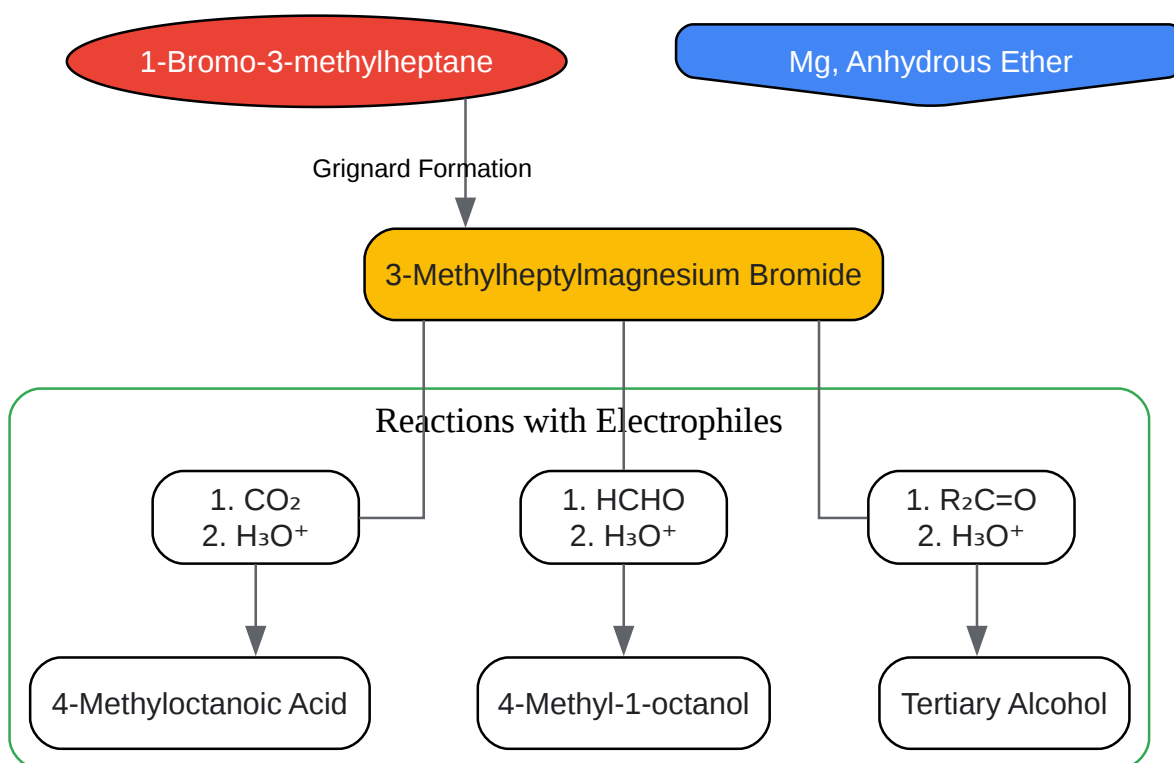 1-Bromo-3-methylheptane
Mg, Anhydrous Ether
Grignard Formation
3-Methylheptylmagnesium Bromide
Reactions with Electrophiles
1. CO₂
2. H₃O⁺
1. HCHO
2. H₃O⁺
1. R₂C=O
2. H₃O⁺
4-Methyloctanoic Acid
4-Methyl-1-octanol
Tertiary Alcohol